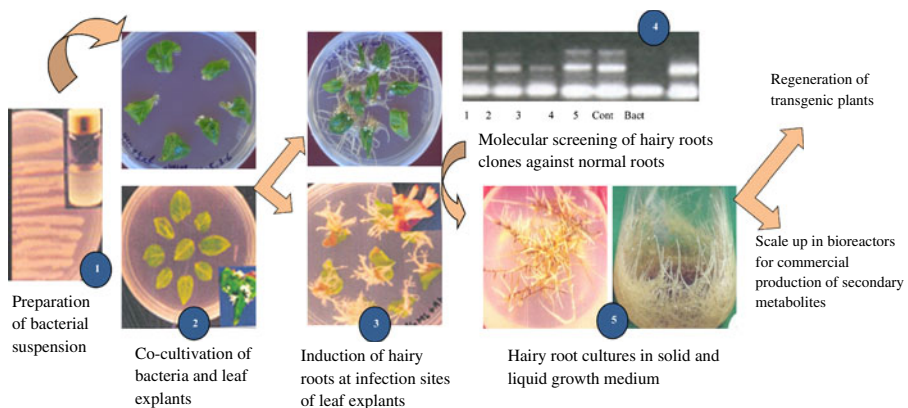 1
Preparation
of bacterial
suspension
2
Co-cultivation of
bacteria and leaf
explants
3
Induction of hairy
roots at infection sites
of leaf explants
4
1 2 3 4 5 Cont Bact
Molecular screening of hairy roots
clones against normal roots
5
Hairy root cultures in solid and
liquid growth medium
Regeneration of
transgenic plants
Scale up in bioreactors
for commercial
production of secondary
metabolites